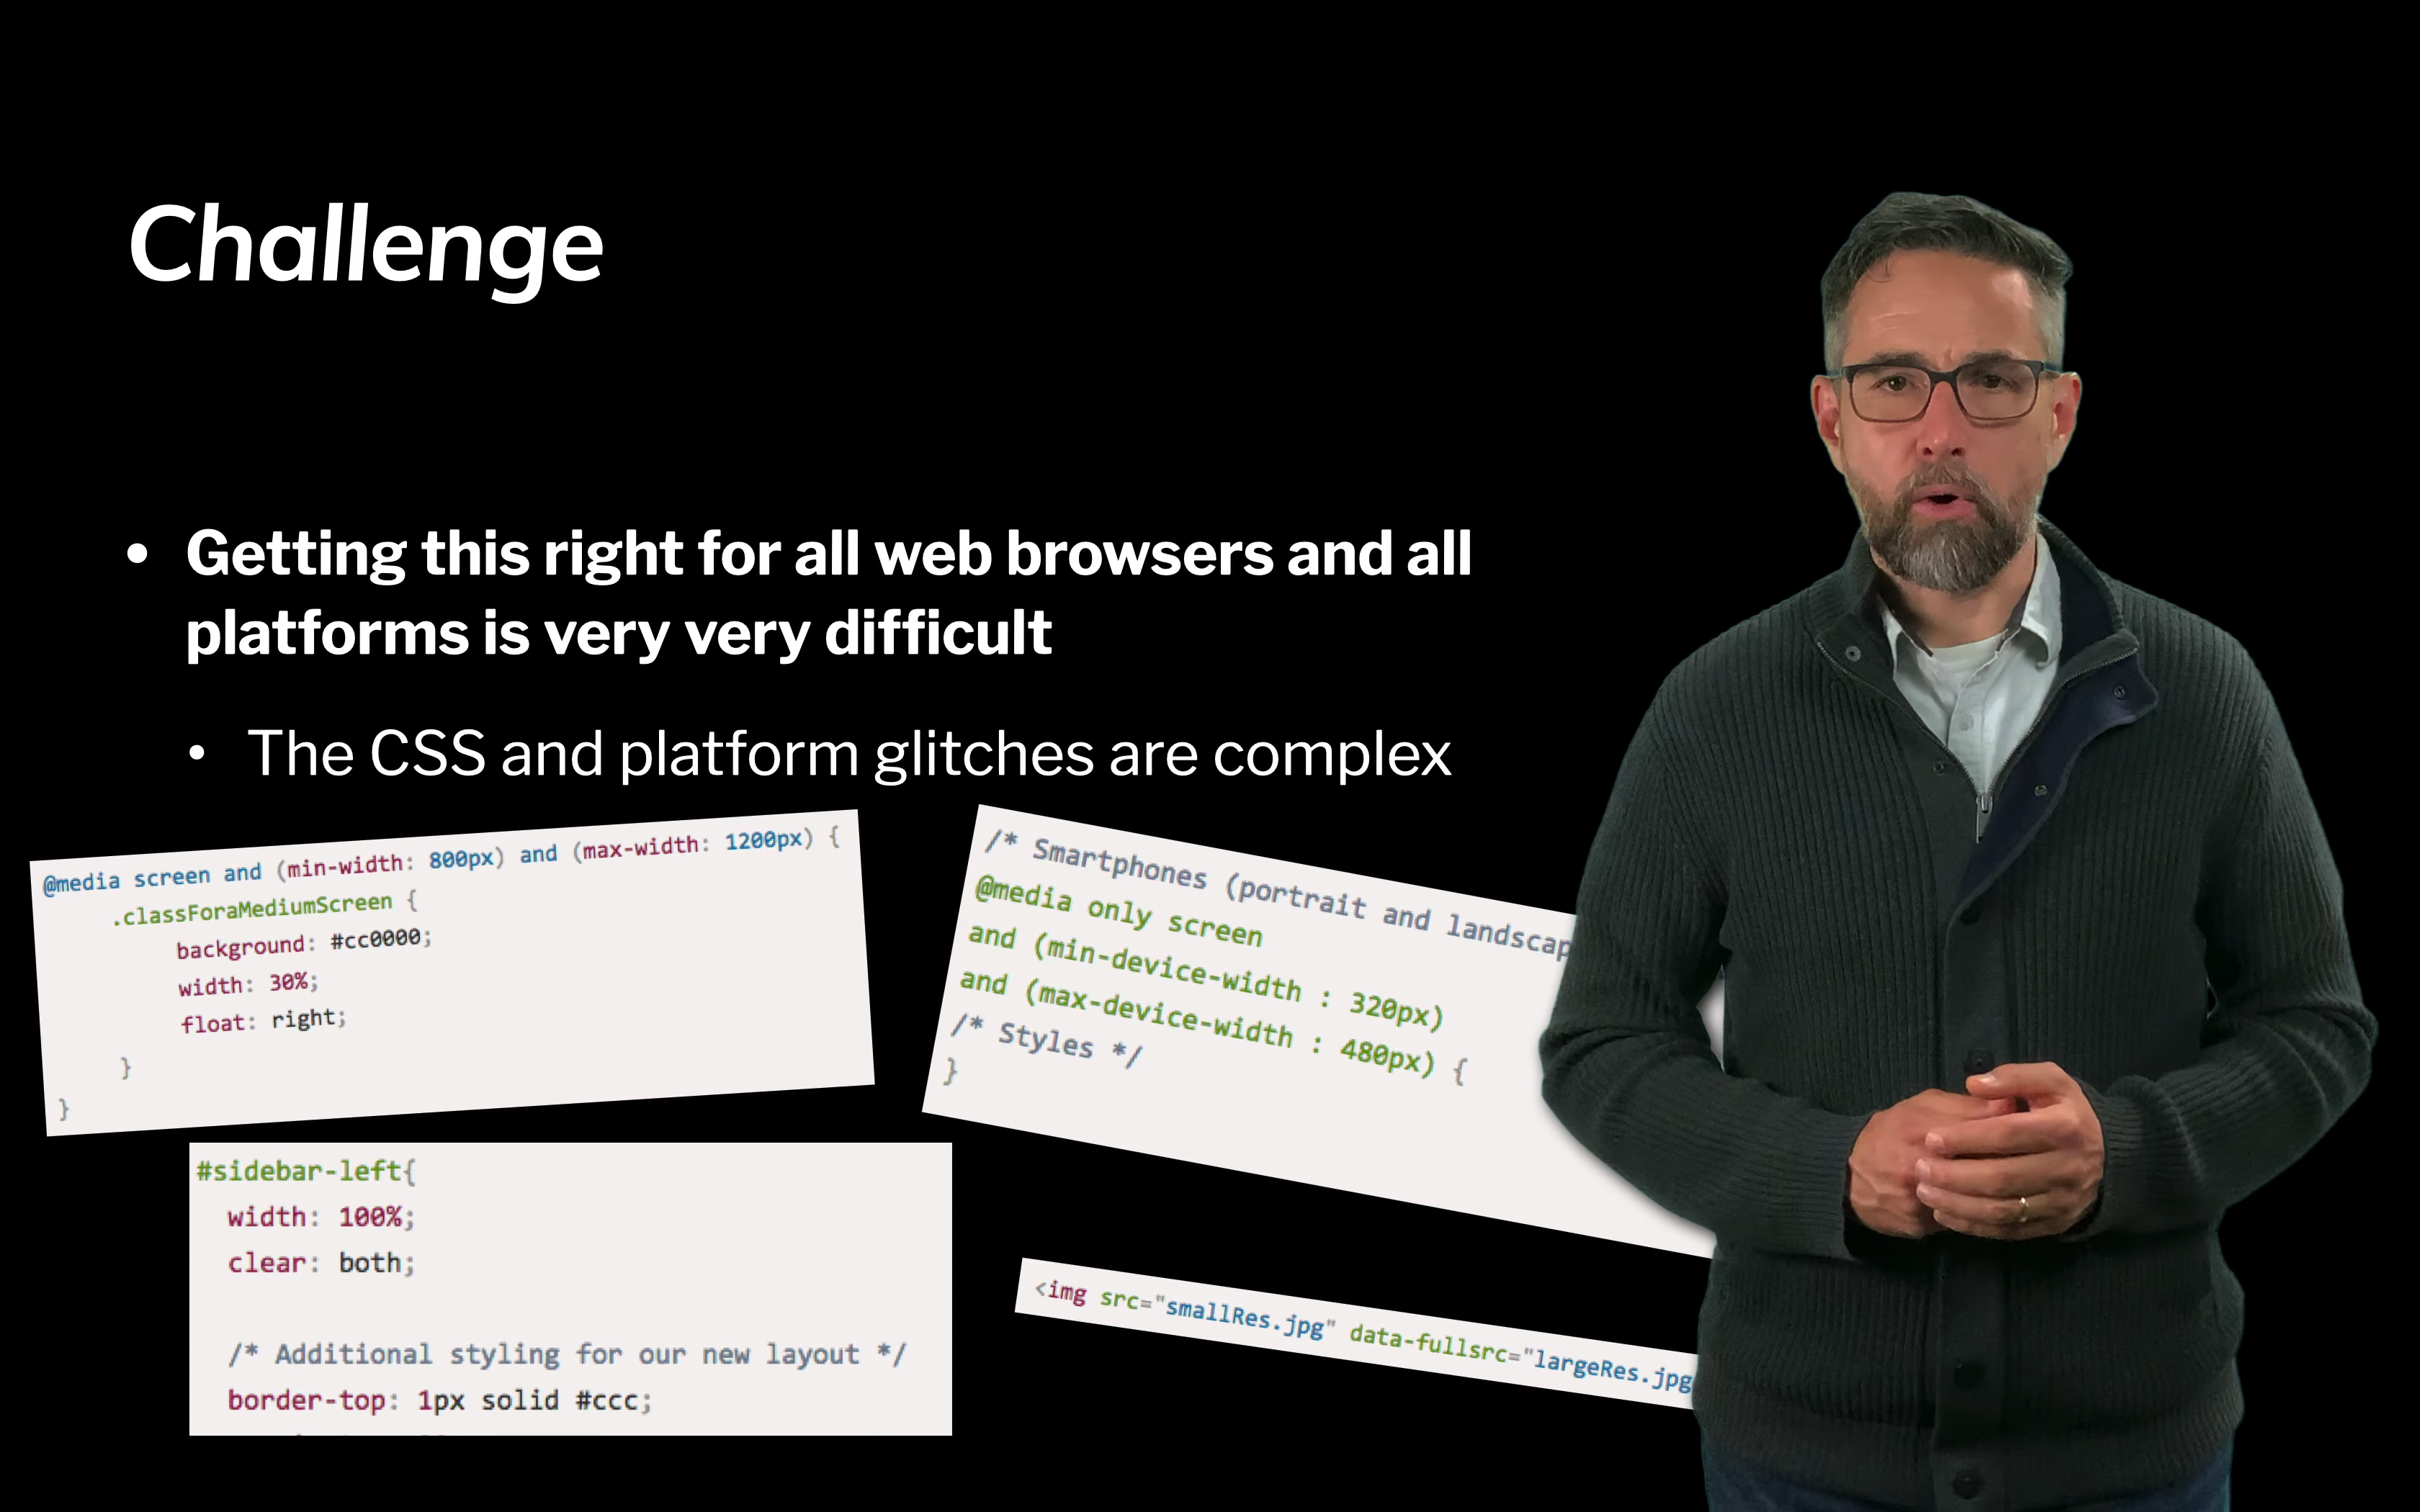 Challenge
• Getting this right for all web browsers and all
platforms is very very difficult
• The CSS and platform glitches are complex
@media screen and (min-width: 800px) and (max-width: 1200px) {
.classForaMediumScreen {
background: #cc0000;
width: 30%;
float: right;
}
}
/* Smartphones (portrait and landscap
@media only screen
and (min-device-width : 320px)
and (max-device-width : 480px) {
/* Styles */
}
#sidebar-left{
width: 100%;
clear: both;
/* Additional styling for our new layout */
border-top: 1px solid #ccc;
<img src="smallRes.jpg" data-fullsrc="largeRes.jpg